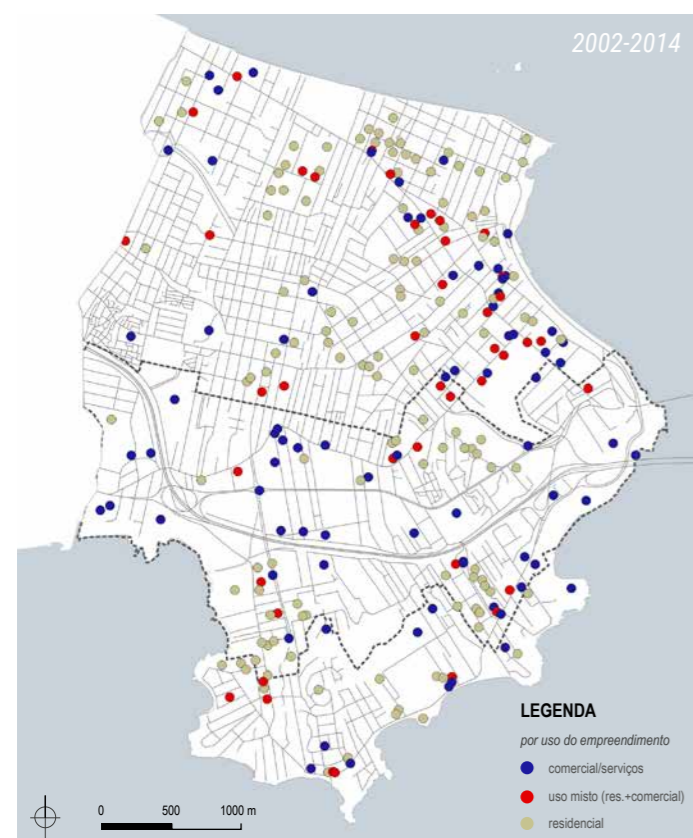 2002-2014
LEGENDA
por uso do empreendimento
comercial/serviços
uso misto (res.+comercial)
residencial
0 500 1000 m